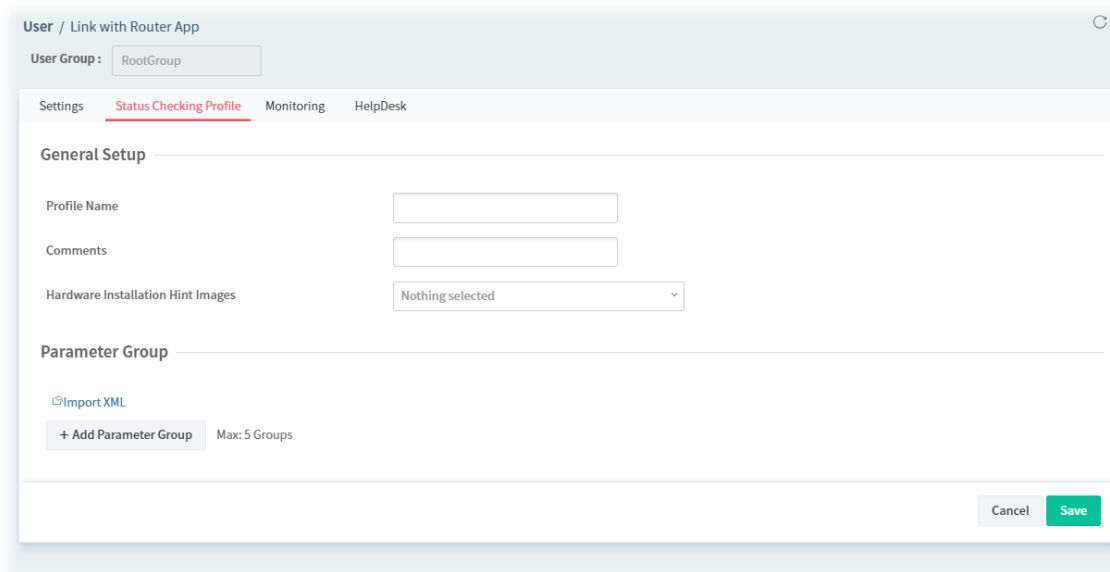 User / Link with Router App
User Group : RootGroup
Settings Status Checking Profile Monitoring HelpDesk
General Setup
Profile Name
Comments
Hardware Installation Hint Images Nothing selected
Parameter Group
Import XML
+ Add Parameter Group Max: 5 Groups
Cancel Save